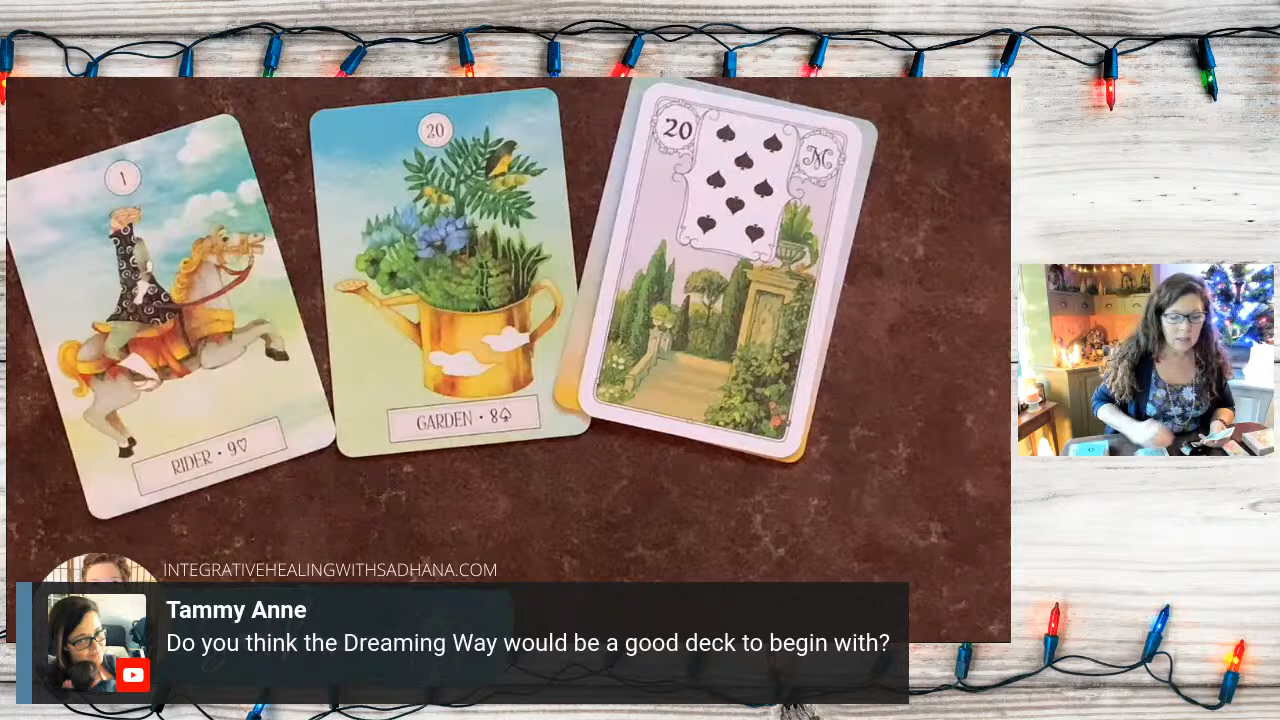 1
RIDER • 9♡
20
GARDEN • 8♤
20
M
INTEGRATIVEHEALINGWITHSADHANA.COM
Tammy Anne
Do you think the Dreaming Way would be a good deck to begin with?